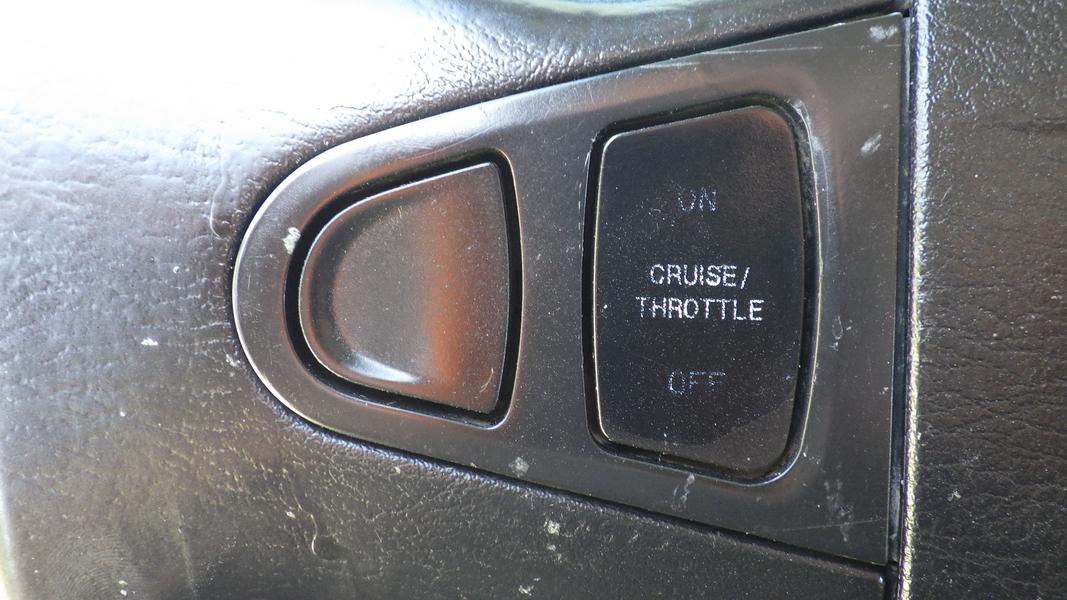 ON
CRUISE/
THROTTLE
OFF